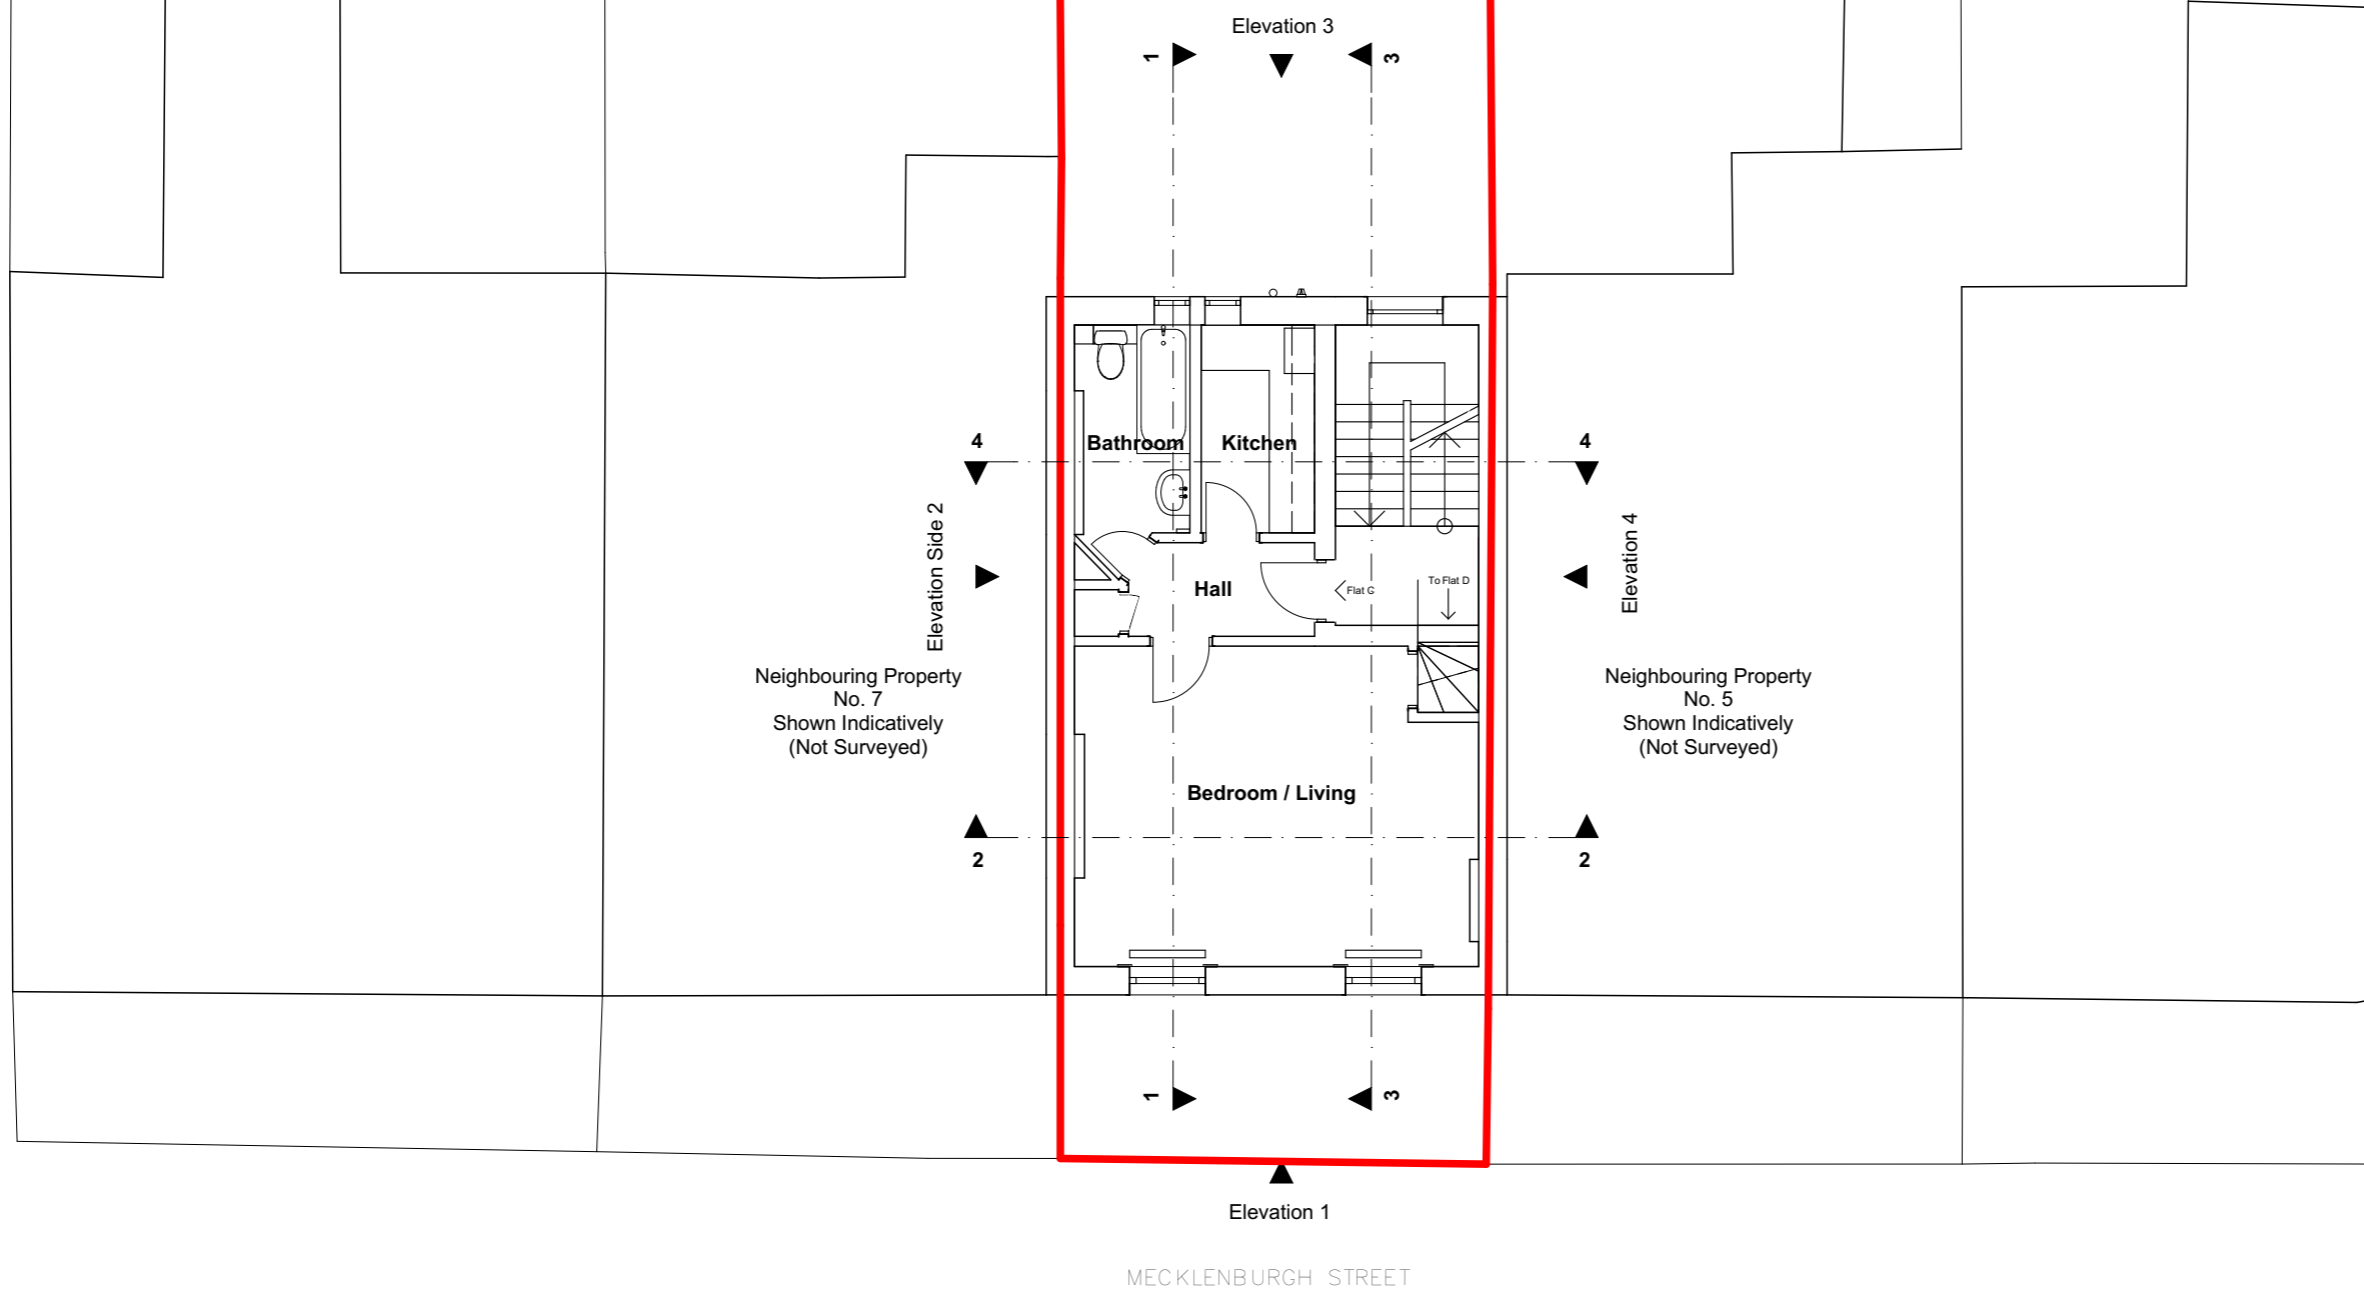 Elevation 3
1
3
Bathroom
Kitchen
4
4
Elevation Side 2
Elevation 4
Hall
Flat C
To Flat D
Neighbouring Property
No. 7
Shown Indicatively
(Not Surveyed)
Neighbouring Property
No. 5
Shown Indicatively
(Not Surveyed)
Bedroom / Living
2
2
1
3
Elevation 1
MECKLENBURGH STREET